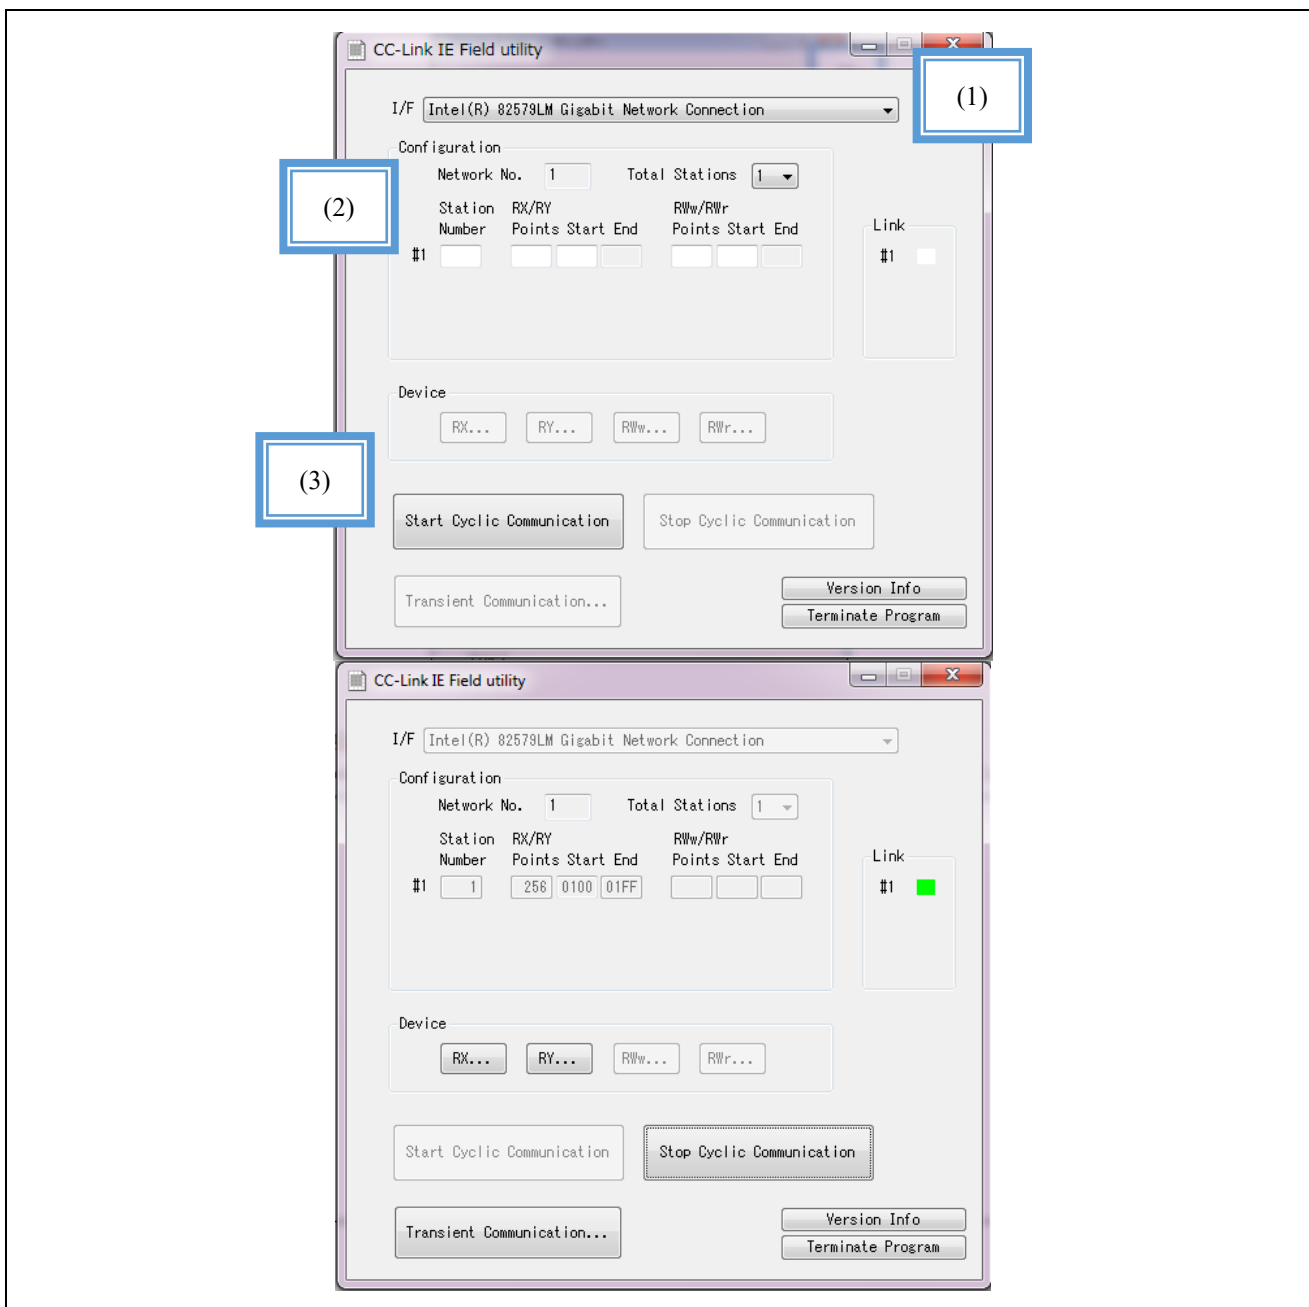 CC-Link IE Field utility
(1)
I/F Intel(R) 82579LM Gigabit Network Connection
Configuration
Network No. 1 Total Stations 1
(2)
Station RX/RY RWw/RWr
Number Points Start End Points Start End
#1
Link
#1
Device
RX... RY... RWw... RWr...
(3)
Start Cyclic Communication Stop Cyclic Communication
Transient Communication...
Version Info
Terminate Program
CC-Link IE Field utility
I/F Intel(R) 82579LM Gigabit Network Connection
Configuration
Network No. 1 Total Stations 1
Station RX/RY RWw/RWr
Number Points Start End Points Start End
#1 1 256 0100 01FF
Link
#1
Device
RX... RY... RWw... RWr...
Start Cyclic Communication Stop Cyclic Communication
Transient Communication...
Version Info
Terminate Program